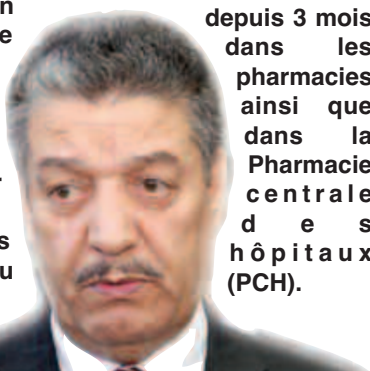 n
e
.
s
u
depuis 3 mois
dans les
pharmacies
ainsi que
dans la
Pharmacie
centrale
des
hôpitaux
(PCH).